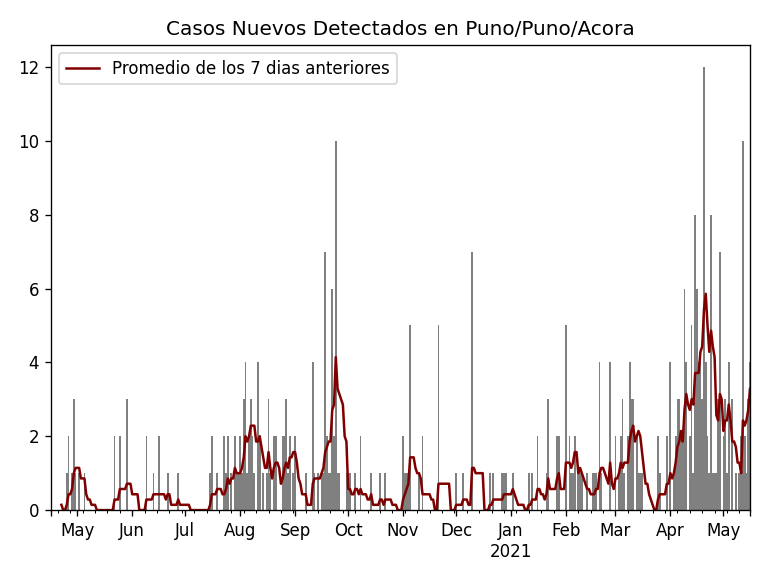 Casos Nuevos Detectados en Puno/Puno/Acora
Promedio de los 7 dias anteriores
12
10
8
6
4
2
0
May Jun Jul Aug Sep Oct Nov Dec Jan Feb Mar Apr May
2021